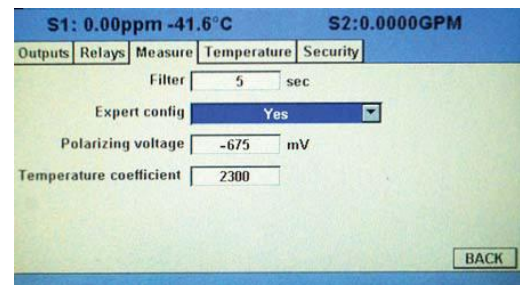 S1: 0.00ppm -41.6°C S2:0.0000GPM
Outputs Relays Measure Temperature Security
Filter 5 sec
Expert config Yes
Polarizing voltage -675 mV
Temperature coefficient 2300
BACK